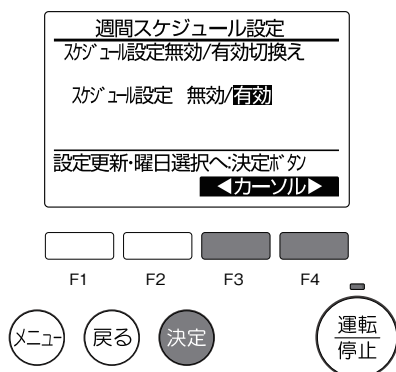 週間スケジュール設定
スケジュール設定無効/有効切換え
スケジュール設定 無効/有効
設定更新・曜日選択へ:決定ボタン
◀カーソル▶
F1 F2 F3 F4
メニュー 戻る 決定 運転
停止